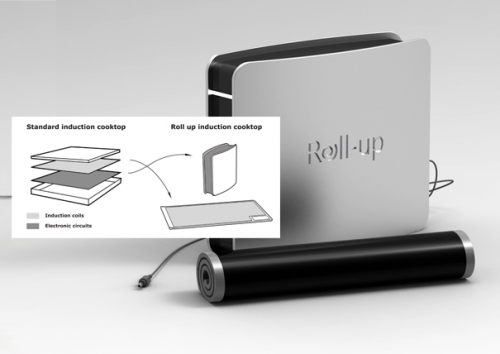 Standard induction cooktop
Roll up induction cooktop
Induction coils
Electronic circuits
Roll-up